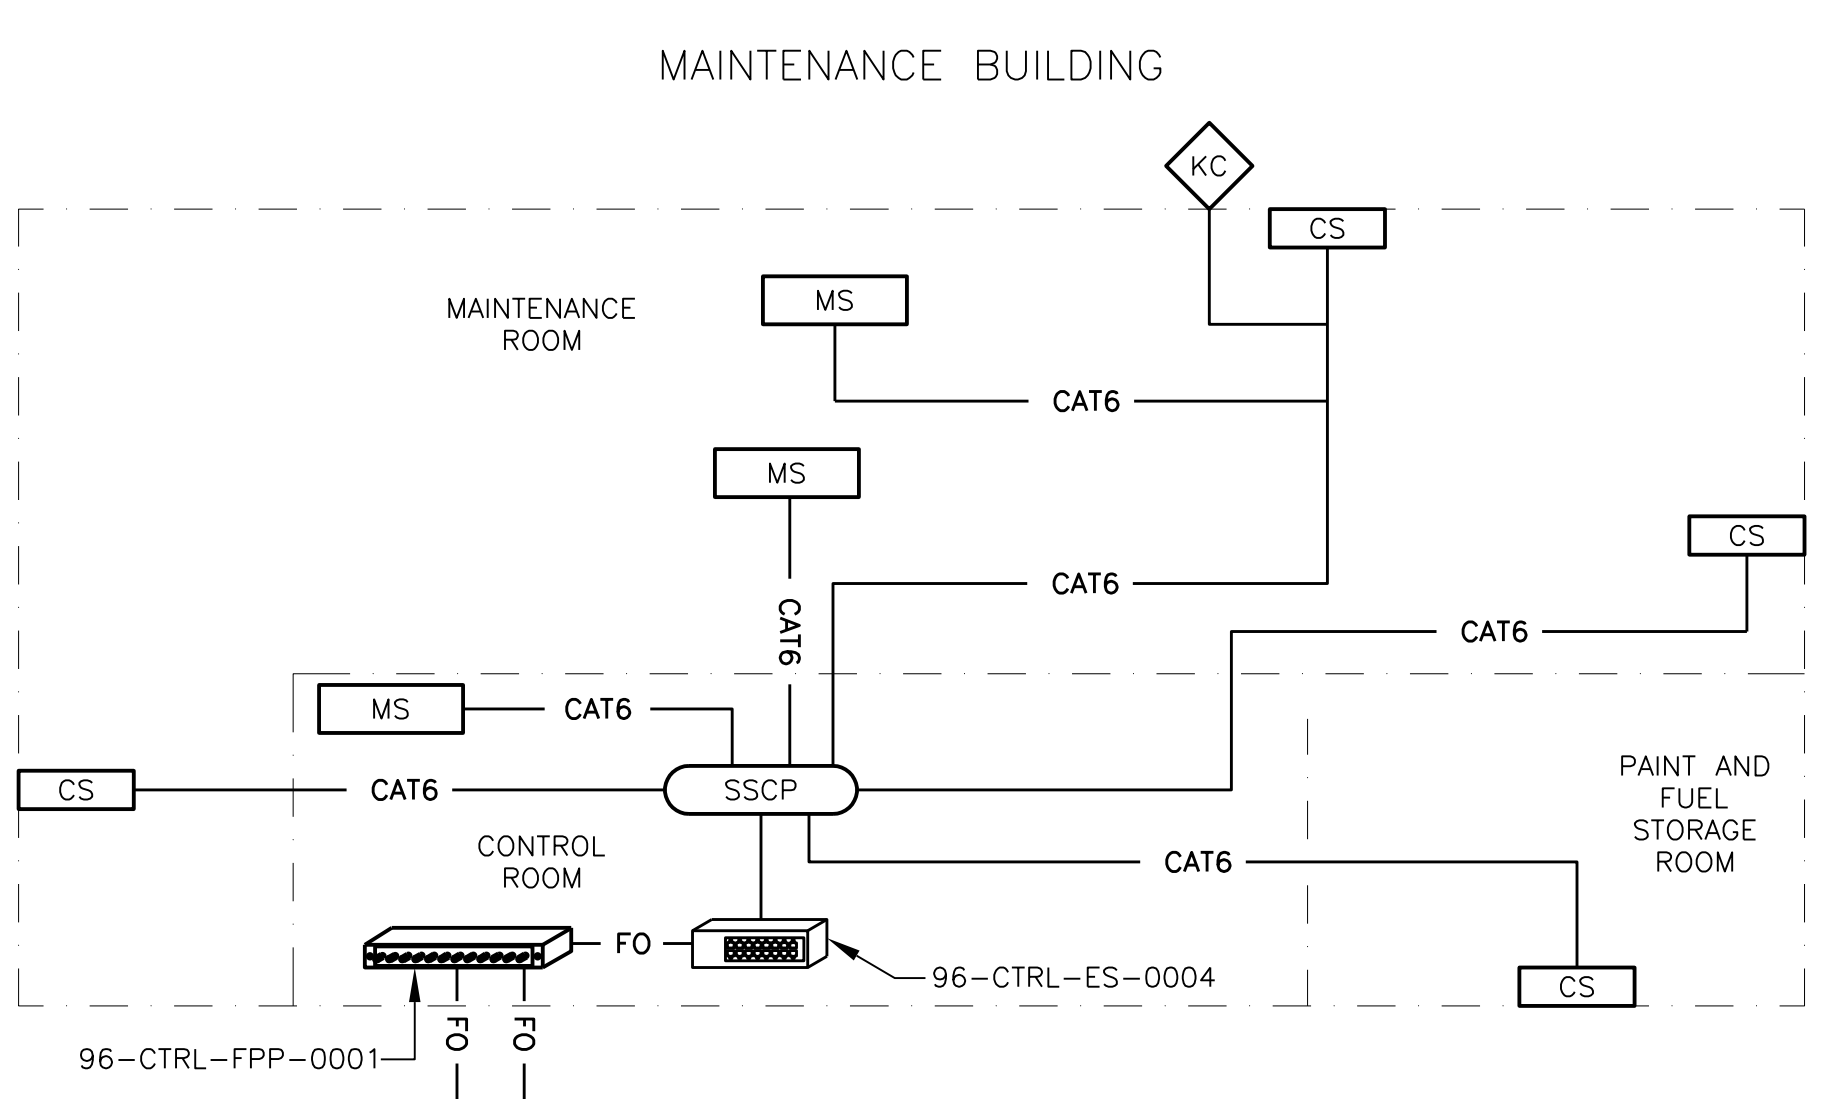 MAINTENANCE BUILDING
KC
CS
MS
MAINTENANCE
ROOM
CAT6
MS
CS
CAT6
CAT6
CAT6
MS
CAT6
CS
CAT6
SSCP
PAINT AND
FUEL
STORAGE
ROOM
CONTROL
ROOM
CAT6
FO
96-CTRL-ES-0004
CS
FO
FO
96-CTRL-FPP-0001